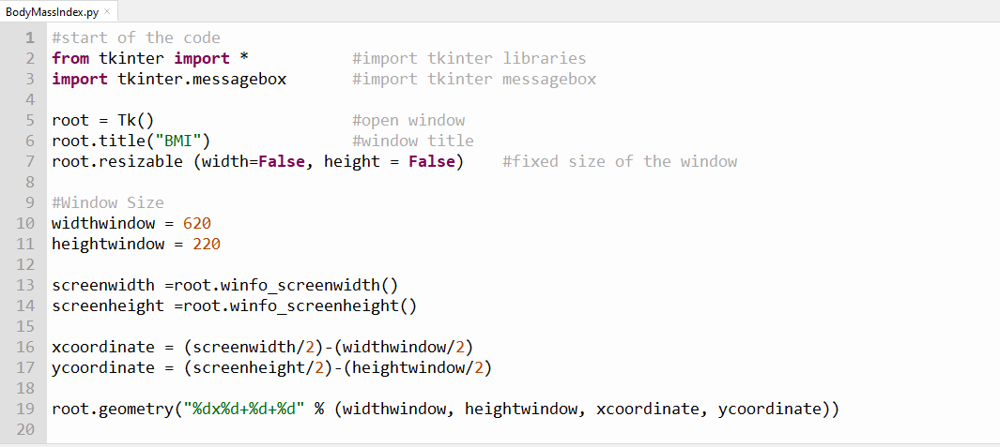 BodyMassIndex.py ×
1 #start of the code
2 from tkinter import * #import tkinter libraries
3 import tkinter.messagebox #import tkinter messagebox
4
5 root = Tk() #open window
6 root.title("BMI") #window title
7 root.resizable (width=False, height = False) #fixed size of the window
8
9 #Window Size
10 widthwindow = 620
11 heightwindow = 220
12
13 screenwidth =root.winfo_screenwidth()
14 screenheight =root.winfo_screenheight()
15
16 xcoordinate = (screenwidth/2)-(widthwindow/2)
17 ycoordinate = (screenheight/2)-(heightwindow/2)
18
19 root.geometry("%dx%d+%d+%d" % (widthwindow, heightwindow, xcoordinate, ycoordinate))
20